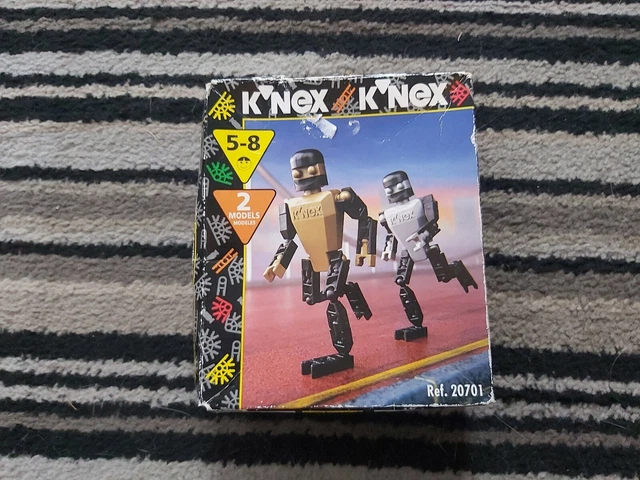 K'NEX K'NEX
5-8
2
MODELS
MODELES
K'NEX
K'NEX
Ref. 20701